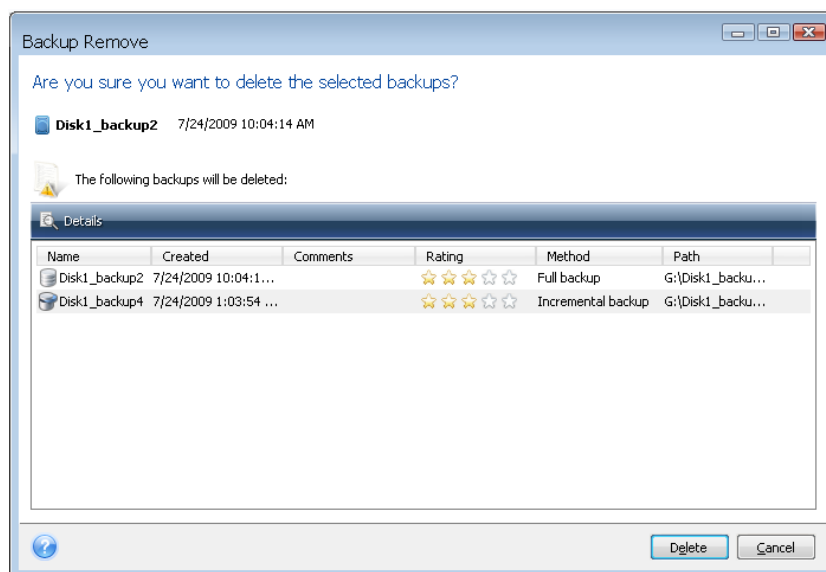 Backup Remove
Are you sure you want to delete the selected backups?
Disk1_backup2 7/24/2009 10:04:14 AM
The following backups will be deleted:
Details
Name Created Comments Rating Method Path
Disk1_backup2 7/24/2009 10:04:1... Full backup G:\Disk1_backu...
Disk1_backup4 7/24/2009 1:03:54 ... Incremental backup G:\Disk1_backu...
? Delete Cancel